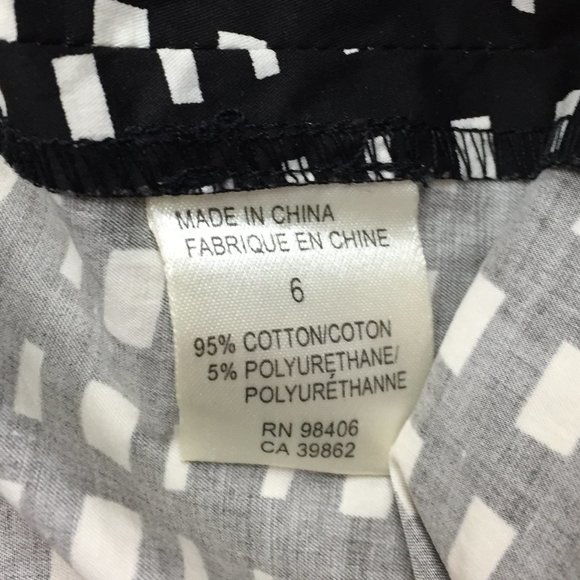 MADE IN CHINA
FABRIQUE EN CHINE
6
95% COTTON/COTON
5% POLYURETHANE/
POLYURÉTHANNE
RN 98406
CA 39862